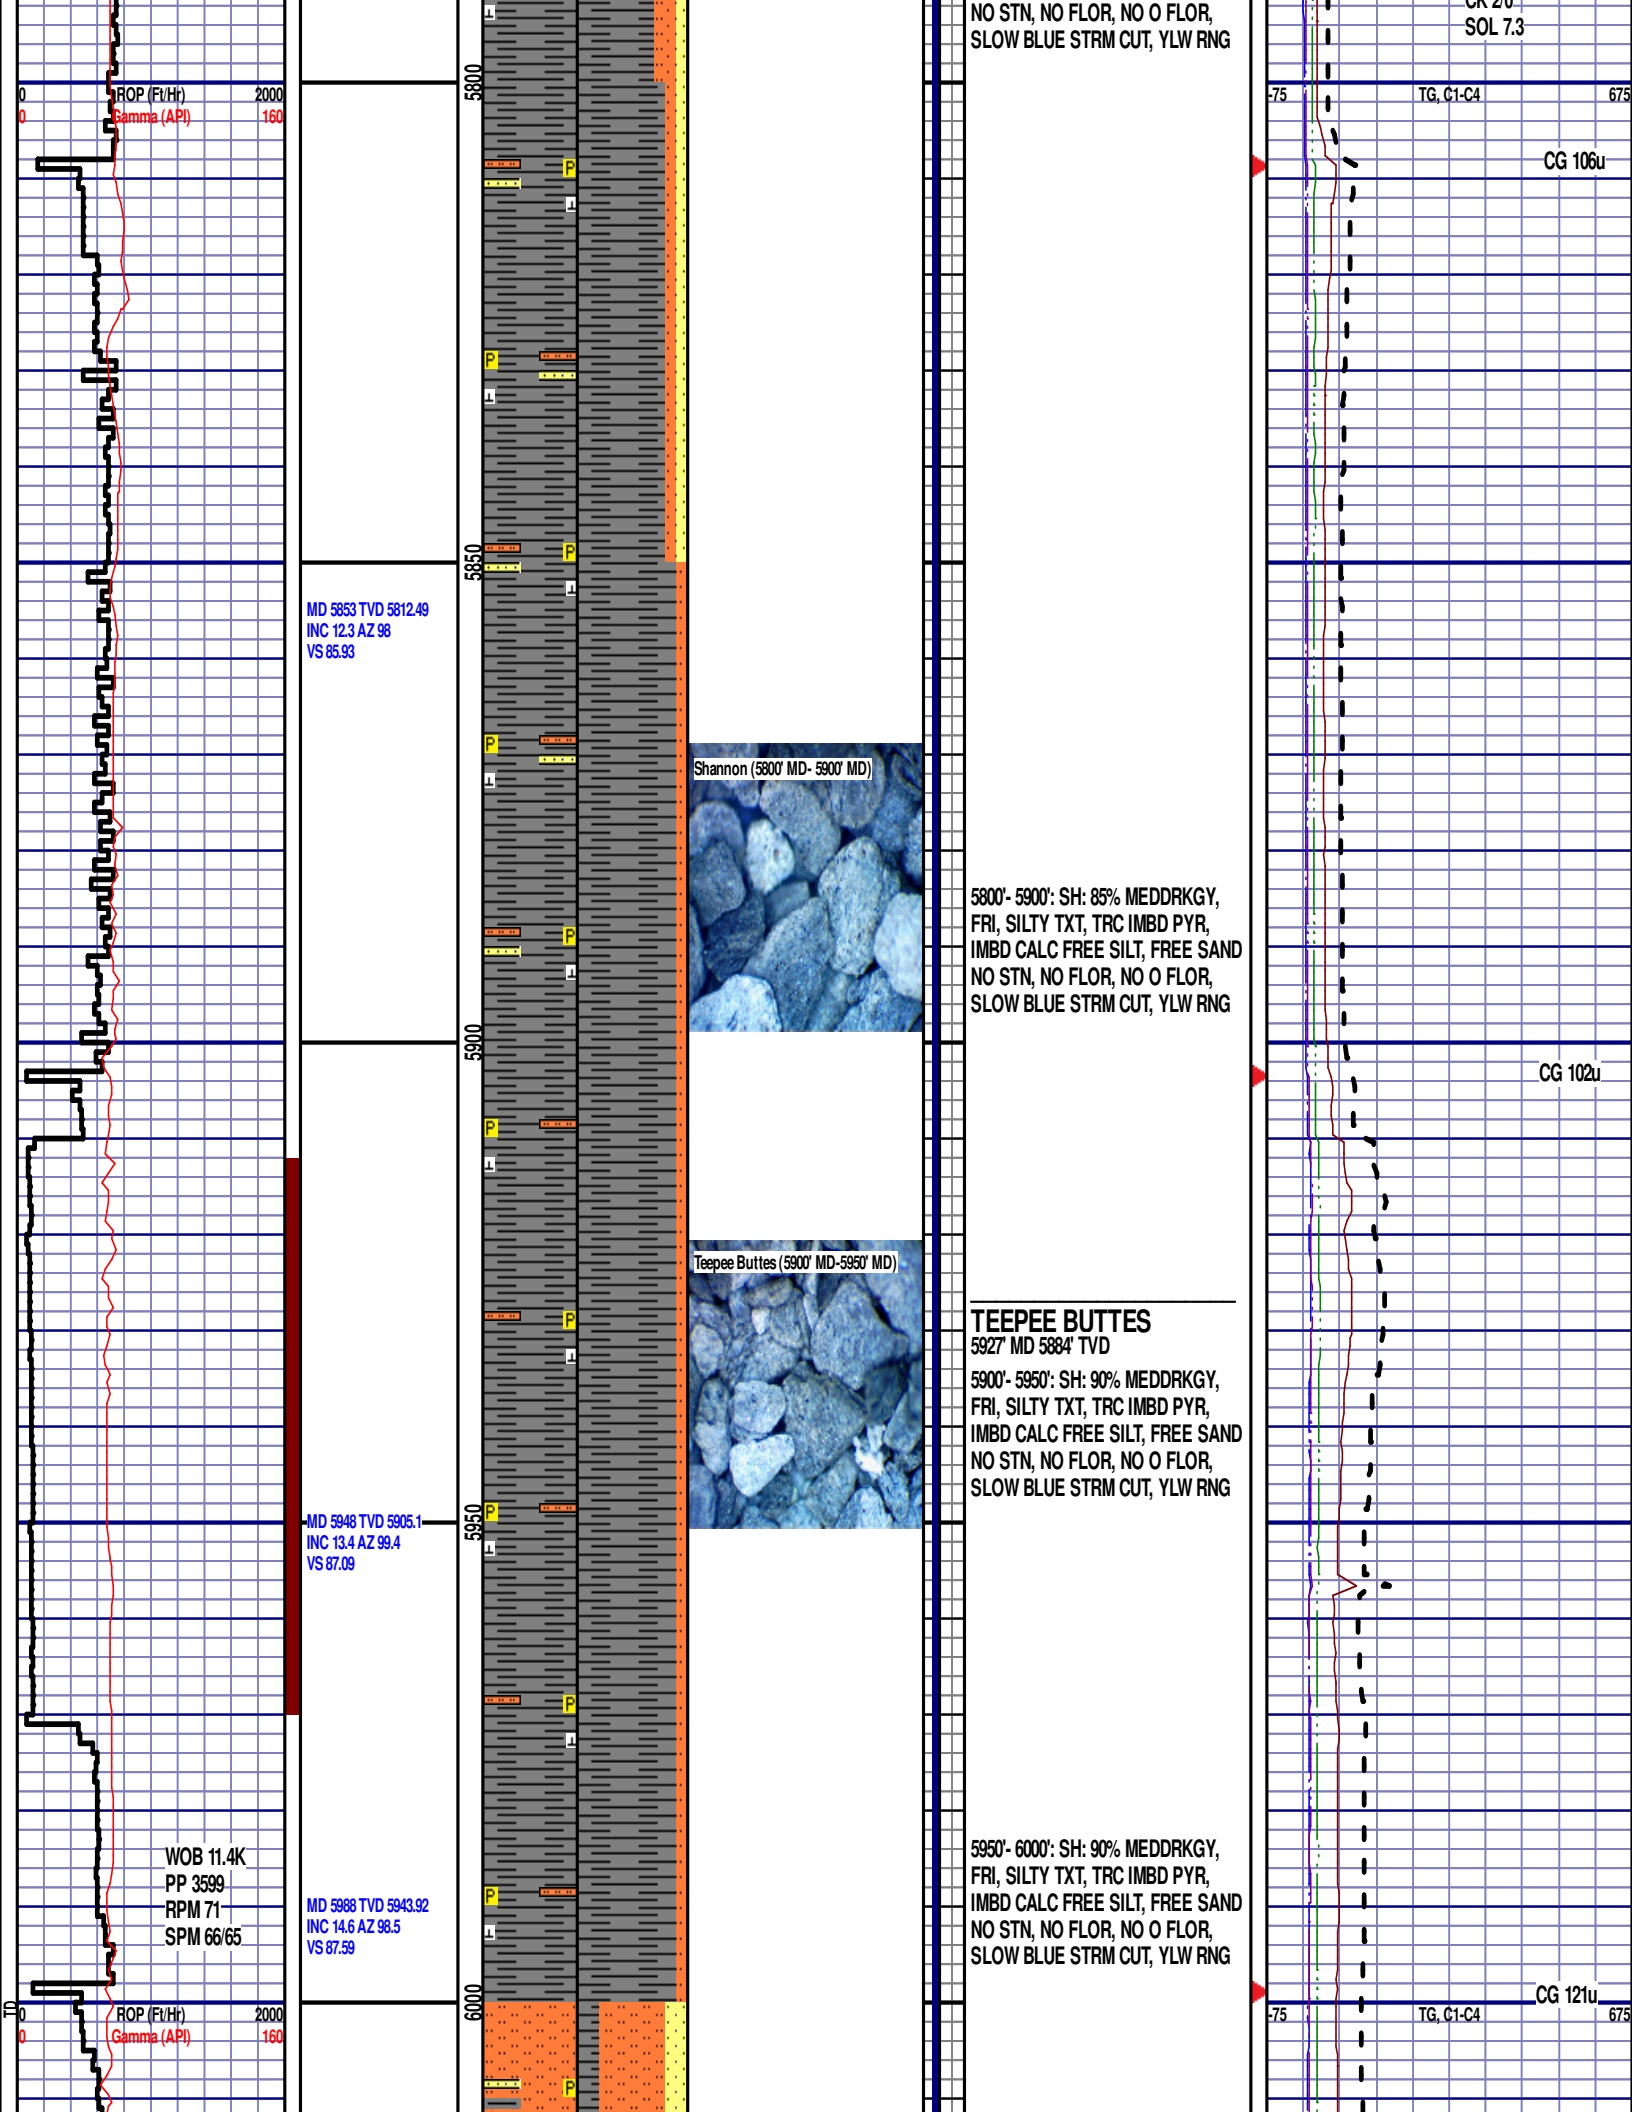 NO STN, NO FLOR, NO O FLOR,
SLOW BLUE STRM CUT, YLW RNG
SOL 7.3
5800
0 ROP (Ft/Hr) 2000
0 Gamma (API) 160
-75 TG, C1-C4 675
CG 106u
P
P
5850
P
MD 5853 TVD 5812.49
INC 12.3 AZ 98
VS 85.93
P
Shannon (5800' MD- 5900' MD)
5800'- 5900': SH: 85% MEDDRKGY,
FRI, SILTY TXT, TRC IMBD PYR,
IMBD CALC FREE SILT, FREE SAND
NO STN, NO FLOR, NO O FLOR,
SLOW BLUE STRM CUT, YLW RNG
P
5900
CG 102u
P
Teepee Buttes (5900' MD-5950' MD)
TEEPEE BUTTES
5927' MD 5884' TVD
P
5900'- 5950': SH: 90% MEDDRKGY,
FRI, SILTY TXT, TRC IMBD PYR,
IMBD CALC FREE SILT, FREE SAND
NO STN, NO FLOR, NO O FLOR,
SLOW BLUE STRM CUT, YLW RNG
P
5950
MD 5948 TVD 5905.1
INC 13.4 AZ 99.4
VS 87.09
P
WOB 11.4K
PP 3599
RPM 71
SPM 66/65
P
MD 5988 TVD 5943.92
INC 14.6 AZ 98.5
VS 87.59
5950'- 6000': SH: 90% MEDDRKGY,
FRI, SILTY TXT, TRC IMBD PYR,
IMBD CALC FREE SILT, FREE SAND
NO STN, NO FLOR, NO O FLOR,
SLOW BLUE STRM CUT, YLW RNG
CG 121u
TD
6000
0 ROP (Ft/Hr) 2000
0 Gamma (API) 160
-75 TG, C1-C4 675
P